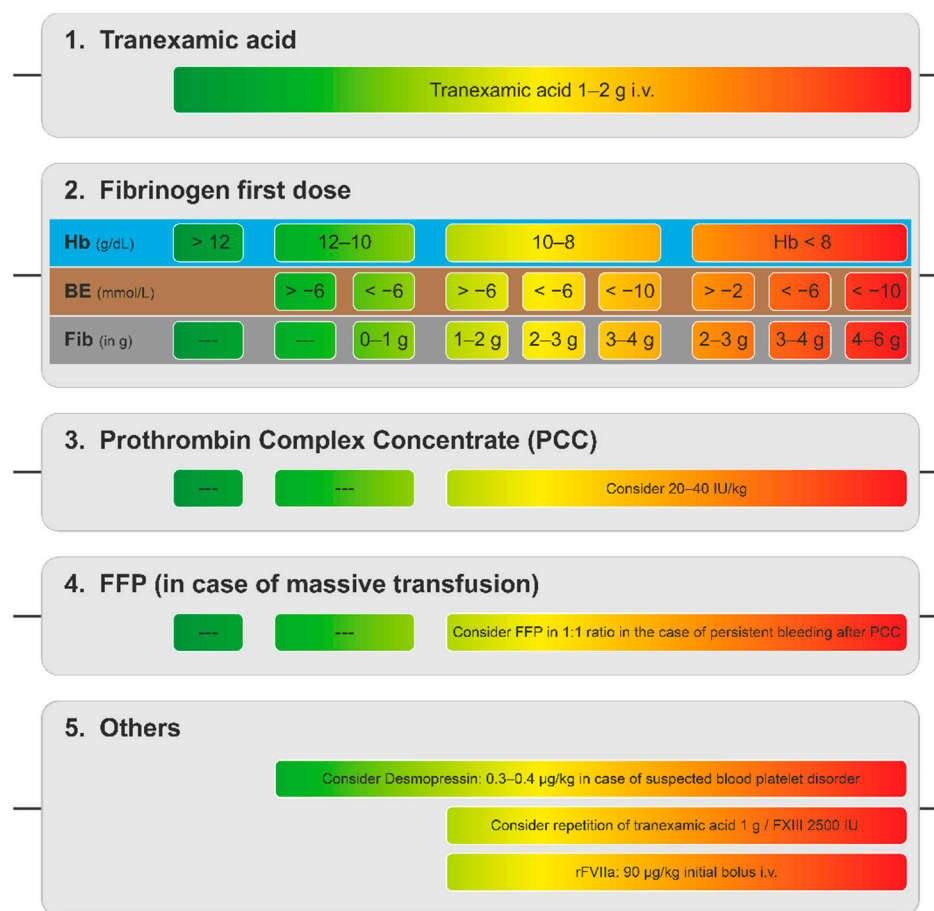 1. Tranexamic acid
Tranexamic acid 1–2 g i.v.
2. Fibrinogen first dose
Hb (g/dL) > 12 12–10 10–8 Hb < 8
BE (mmol/L) > −6 < −6 > −6 < −6 < −10 > −2 < −6 < −10
Fib (in g) --- --- 0–1 g 1–2 g 2–3 g 3–4 g 2–3 g 3–4 g 4–6 g
3. Prothrombin Complex Concentrate (PCC)
--- --- Consider 20–40 IU/kg
4. FFP (in case of massive transfusion)
--- --- Consider FFP in 1:1 ratio in the case of persistent bleeding after PCC
5. Others
Consider Desmopressin: 0.3–0.4 µg/kg in case of suspected blood platelet disorder
Consider repetition of tranexamic acid 1 g / FXIII 2500 IU
rFVIIa: 90 µg/kg initial bolus i.v.